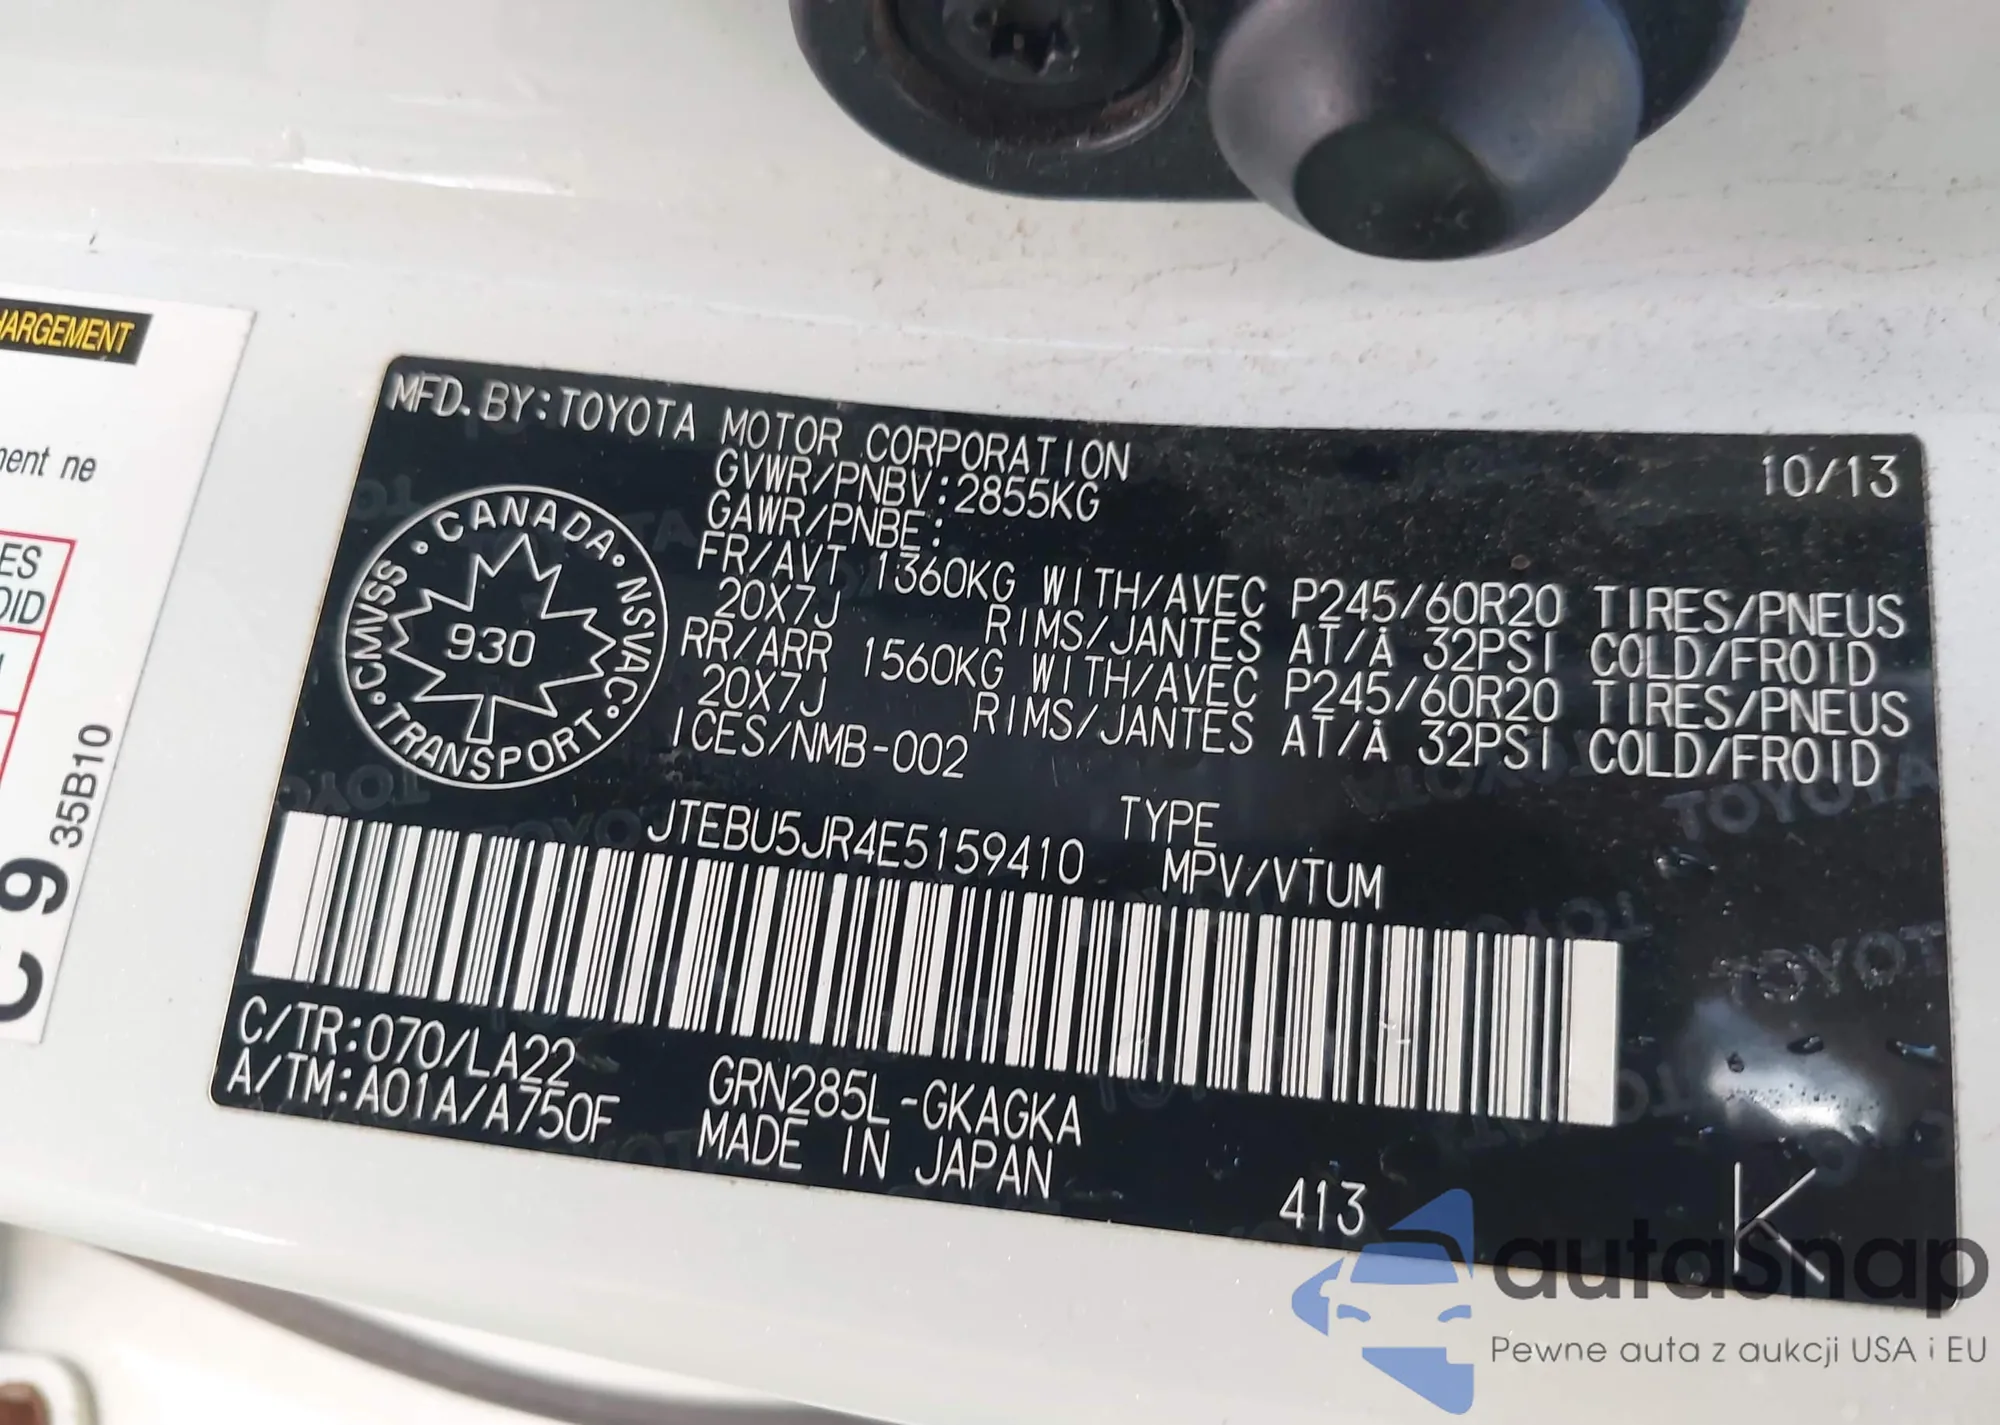 HARGEMENT
ment ne
ES
OID
C 9
35B10
MFD. BY:TOYOTA MOTOR CORPORATION 10/13
GVWR/PNBV:2855KG
GAWR/PNBE:
FR/AVT 1360KG WITH/AVEC P245/60R20 TIRES/PNEUS
20X7J RIMS/JANTES AT/À 32PSI COLD/FROID
RR/ARR 1560KG WITH/AVEC P245/60R20 TIRES/PNEUS
20X7J RIMS/JANTES AT/À 32PSI COLD/FROID
ICES/NMB-002
CANADA · NSVAC · TRANSPORT · CMVSS ·
930
JTEBU5JR4E5159410
TYPE
MPV/VTUM
C/TR:070/LA22
A/TM:A01A/A750F
GRN285L-GKAGKA
MADE IN JAPAN
413
K
autasnap
Pewne auta z aukcji USA i EU